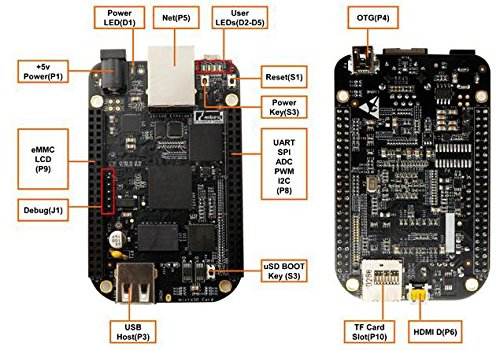 Power
LED(D1)
Net(P5)
User
LEDs(D2-D5)
OTG(P4)
+5v
Power(P1)
Reset(S1)
Power
Key(S3)
eMMC
LCD
(P9)
UART
SPI
ADC
PWM
I2C
(P8)
Debug(J1)
uSD BOOT
Key (S3)
microSD Card
USB
Host(P3)
TF Card
Slot(P10)
HDMI D(P6)